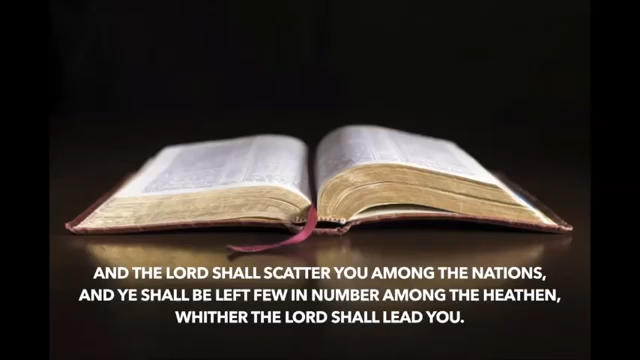 AND THE LORD SHALL SCATTER YOU AMONG THE NATIONS,
AND YE SHALL BE LEFT FEW IN NUMBER AMONG THE HEATHEN,
WHITHER THE LORD SHALL LEAD YOU.